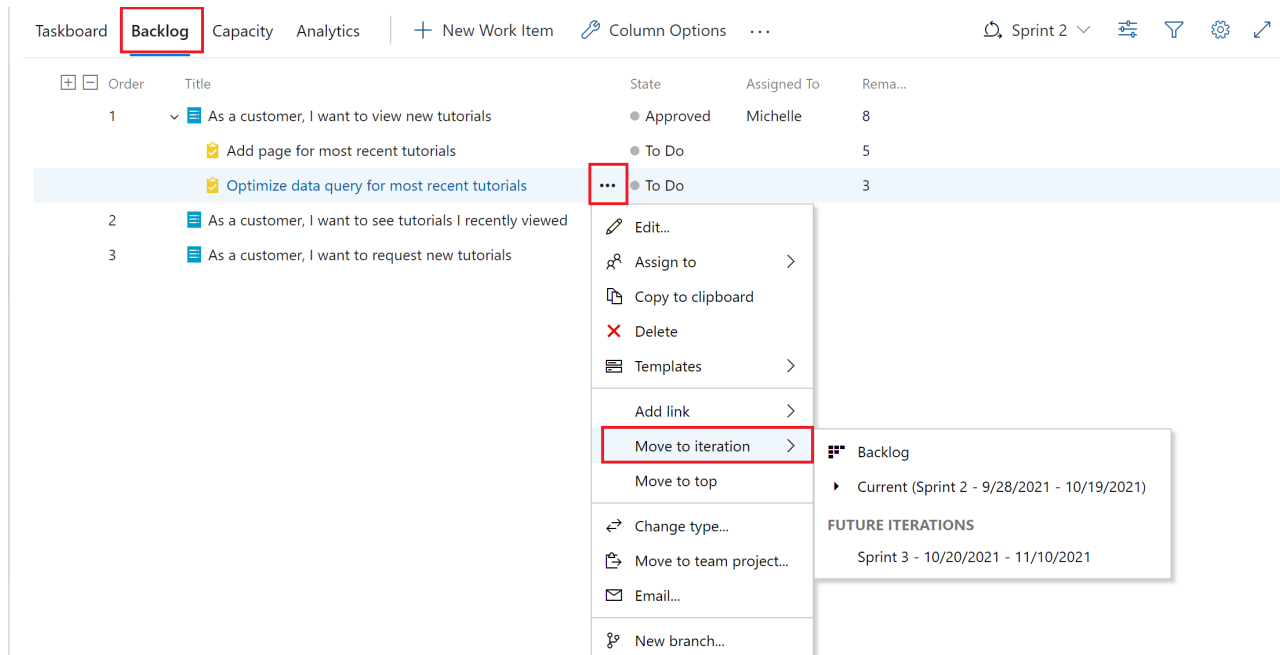 Taskboard Backlog Capacity Analytics New Work Item Column Options ... Sprint 2
Order Title State Assigned To Rema...
1 As a customer, I want to view new tutorials Approved Michelle 8
Add page for most recent tutorials To Do 5
Optimize data query for most recent tutorials ... To Do 3
2 As a customer, I want to see tutorials I recently viewed
3 As a customer, I want to request new tutorials
Edit...
Assign to
Copy to clipboard
Delete
Templates
Add link
Move to iteration
Move to top
Change type...
Move to team project...
Email...
New branch...
Backlog
Current (Sprint 2 - 9/28/2021 - 10/19/2021)
FUTURE ITERATIONS
Sprint 3 - 10/20/2021 - 11/10/2021